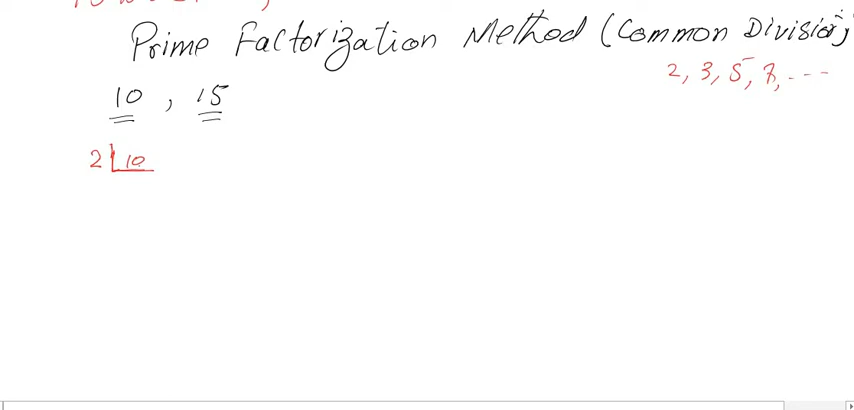 Prime Factorization Method (Common Division)
2, 3, 5, 7, ----
10 , 15
2 10